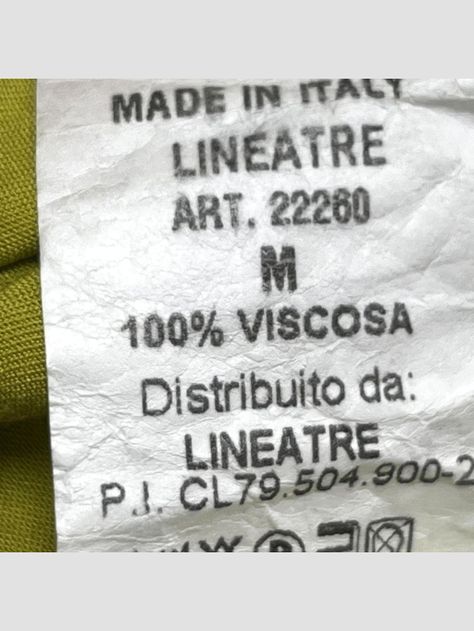 MADE IN ITALY
LINEATRE
ART. 22260
M
100% VISCOSA
Distribuito da:
LINEATRE
P.I. CL79.504.900-2
P